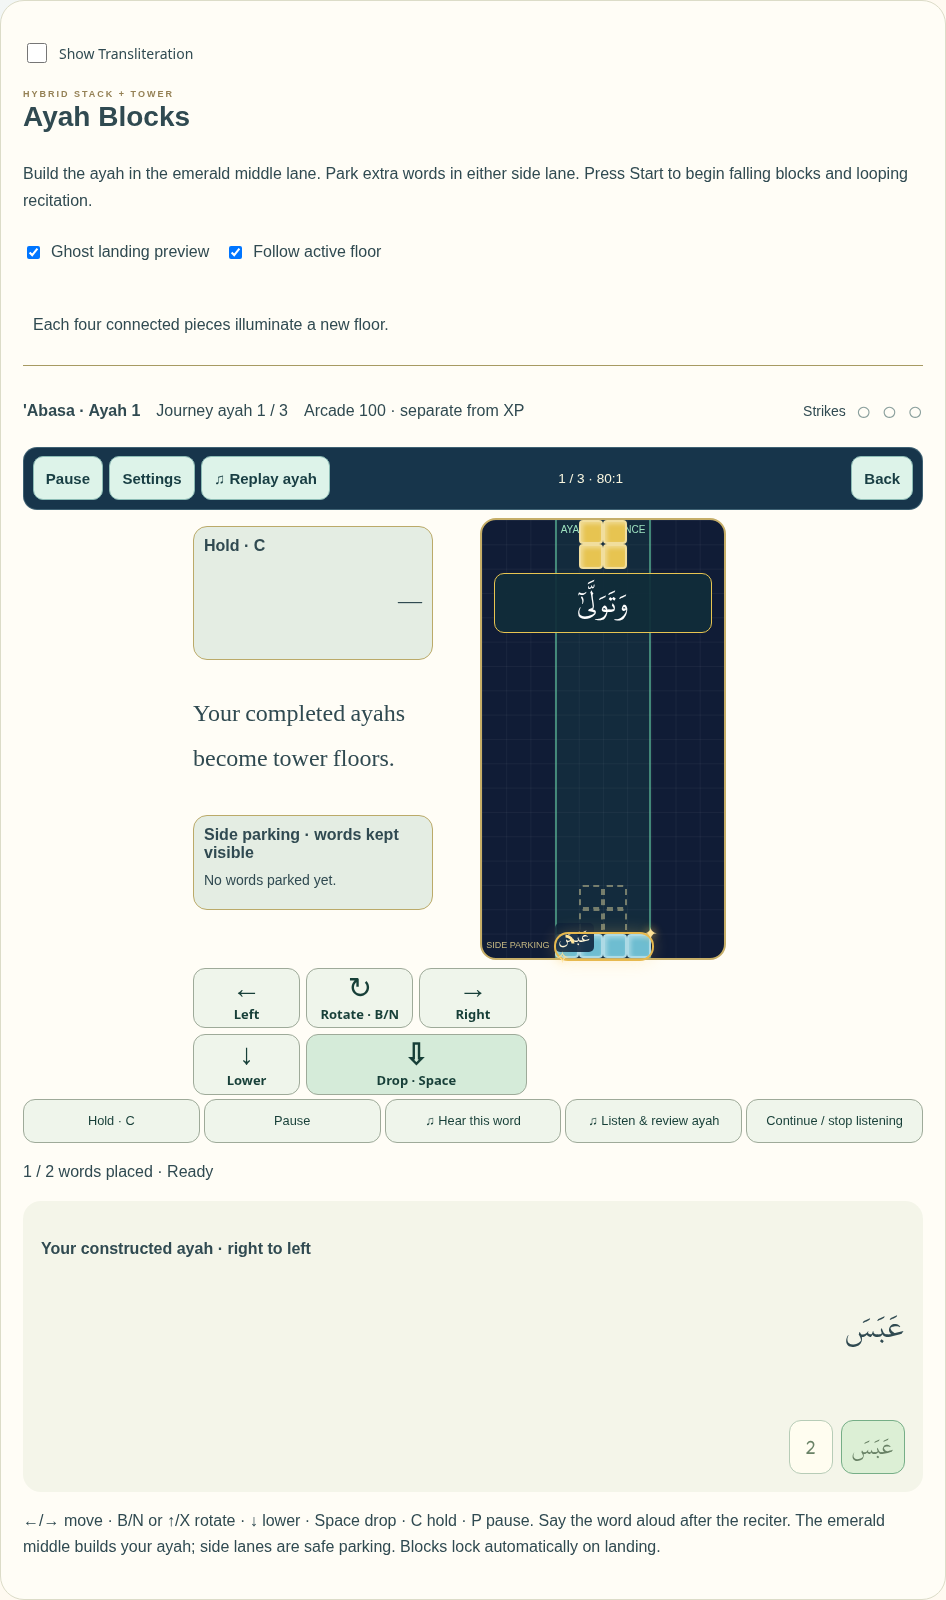 Show Transliteration
HYBRID STACK + TOWER
Ayah Blocks
Build the ayah in the emerald middle lane. Park extra words in either side lane. Press Start to begin falling blocks and looping
recitation.
Ghost landing preview
Follow active floor
Each four connected pieces illuminate a new floor.
'Abasa · Ayah 1 Journey ayah 1 / 3 Arcade 100 · separate from XP Strikes
Pause Settings ♫ Replay ayah 1 / 3 · 80:1 Back
Hold · C
—
وَتَوَلَّىٰٓ
Your completed ayahs
become tower floors.
Side parking · words kept
visible
No words parked yet.
SIDE PARKING
عَبَسَ
← Left
↻ Rotate · B/N
→ Right
↓ Lower
⇩ Drop · Space
Hold · C
Pause
♫ Hear this word
♫ Listen & review ayah
Continue / stop listening
1 / 2 words placed · Ready
Your constructed ayah · right to left
عَبَسَ
عَبَسَ
2
←/→ move · B/N or ↑/X rotate · ↓ lower · Space drop · C hold · P pause. Say the word aloud after the reciter. The emerald
middle builds your ayah; side lanes are safe parking. Blocks lock automatically on landing.